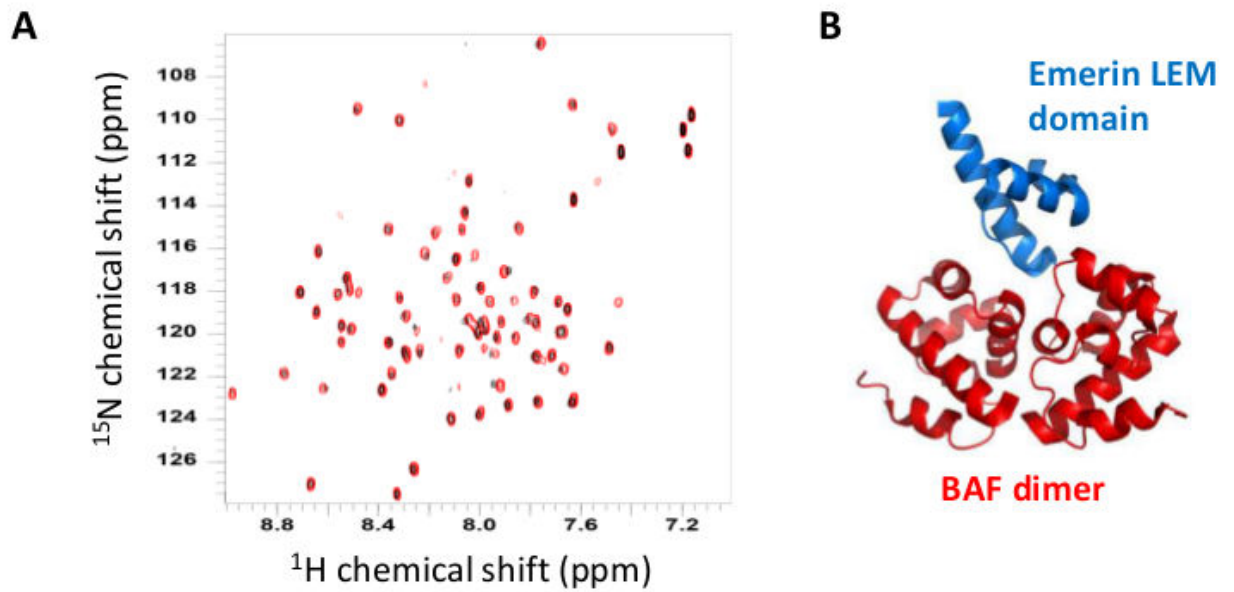 A
B
15N chemical shift (ppm)
108
110
112
114
116
118
120
122
124
126
8.8 8.4 8.0 7.6 7.2
1H chemical shift (ppm)
Emerin LEM
domain
BAF dimer